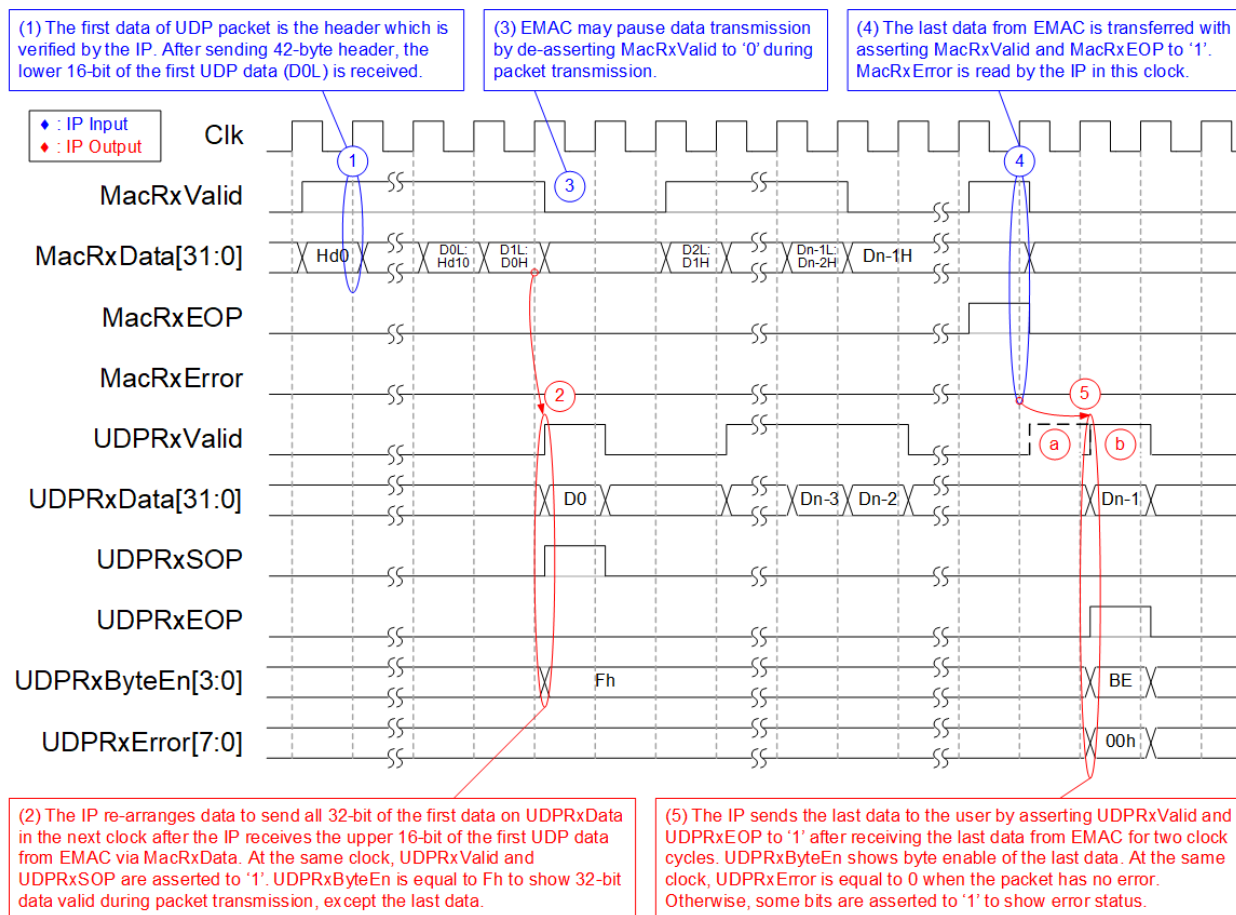 (1) The first data of UDP packet is the header which is
verified by the IP. After sending 42-byte header, the
lower 16-bit of the first UDP data (D0L) is received.
(3) EMAC may pause data transmission
by de-asserting MacRxValid to ‘0’ during
packet transmission.
(4) The last data from EMAC is transferred with
asserting MacRxValid and MacRxEOP to ‘1’.
MacRxError is read by the IP in this clock.
♦ : IP Input
♦ : IP Output
Clk
1
3
4
MacRxValid
MacRxData[31:0]
Hd0
D0L:
Hd10
D1L:
D0H
D2L:
D1H
Dn-1L:
Dn-2H
Dn-1H
MacRxEOP
MacRxError
2
5
UDPRxValid
a
b
UDPRxData[31:0]
D0
Dn-3
Dn-2
Dn-1
UDPRxSOP
UDPRxEOP
UDPRxByteEn[3:0]
Fh
BE
UDPRxError[7:0]
00h
(2) The IP re-arranges data to send all 32-bit of the first data on UDPRxData
in the next clock after the IP receives the upper 16-bit of the first UDP data
from EMAC via MacRxData. At the same clock, UDPRxValid and
UDPRxSOP are asserted to ‘1’. UDPRxByteEn is equal to Fh to show 32-bit
data valid during packet transmission, except the last data.
(5) The IP sends the last data to the user by asserting UDPRxValid and
UDPRxEOP to ‘1’ after receiving the last data from EMAC for two clock
cycles. UDPRxByteEn shows byte enable of the last data. At the same
clock, UDPRxError is equal to 0 when the packet has no error.
Otherwise, some bits are asserted to ‘1’ to show error status.